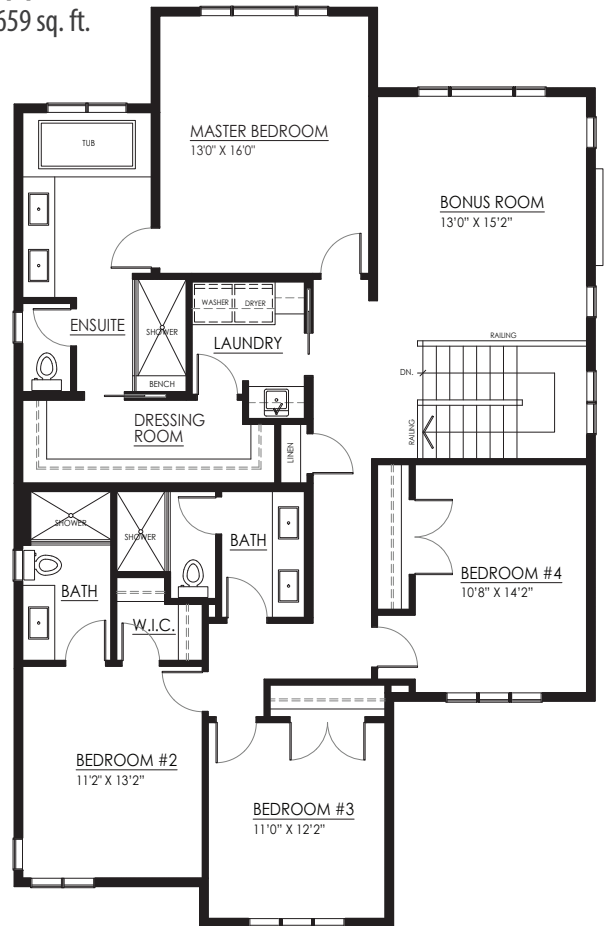 659 sq. ft.
MASTER BEDROOM
13'0" X 16'0"
TUB
BONUS ROOM
13'0" X 15'2"
ENSUITE
SHOWER
BENCH
WASHER
DRYER
LAUNDRY
RAILING
DN.
RAILING
DRESSING
ROOM
LINEN
SHOWER
SHOWER
BATH
BATH
W.I.C.
BEDROOM #4
10'8" X 14'2"
BEDROOM #2
11'2" X 13'2"
BEDROOM #3
11'0" X 12'2"